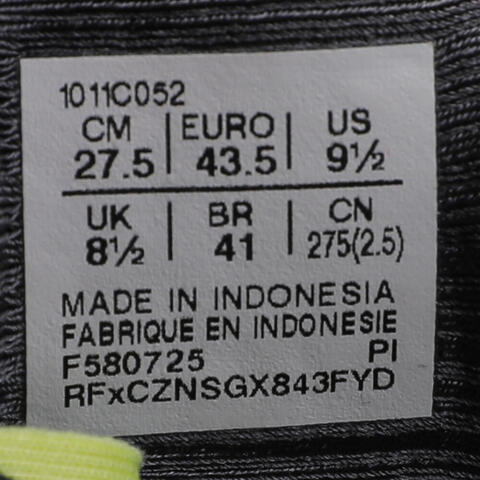 1011C052
CM | EURO | US
27.5 | 43.5 | 9½
UK | BR | CN
8½ | 41 | 275(2.5)
MADE IN INDONESIA
FABRIQUE EN INDONESIE
F580725 PI
RFxCZNSGX843FYD